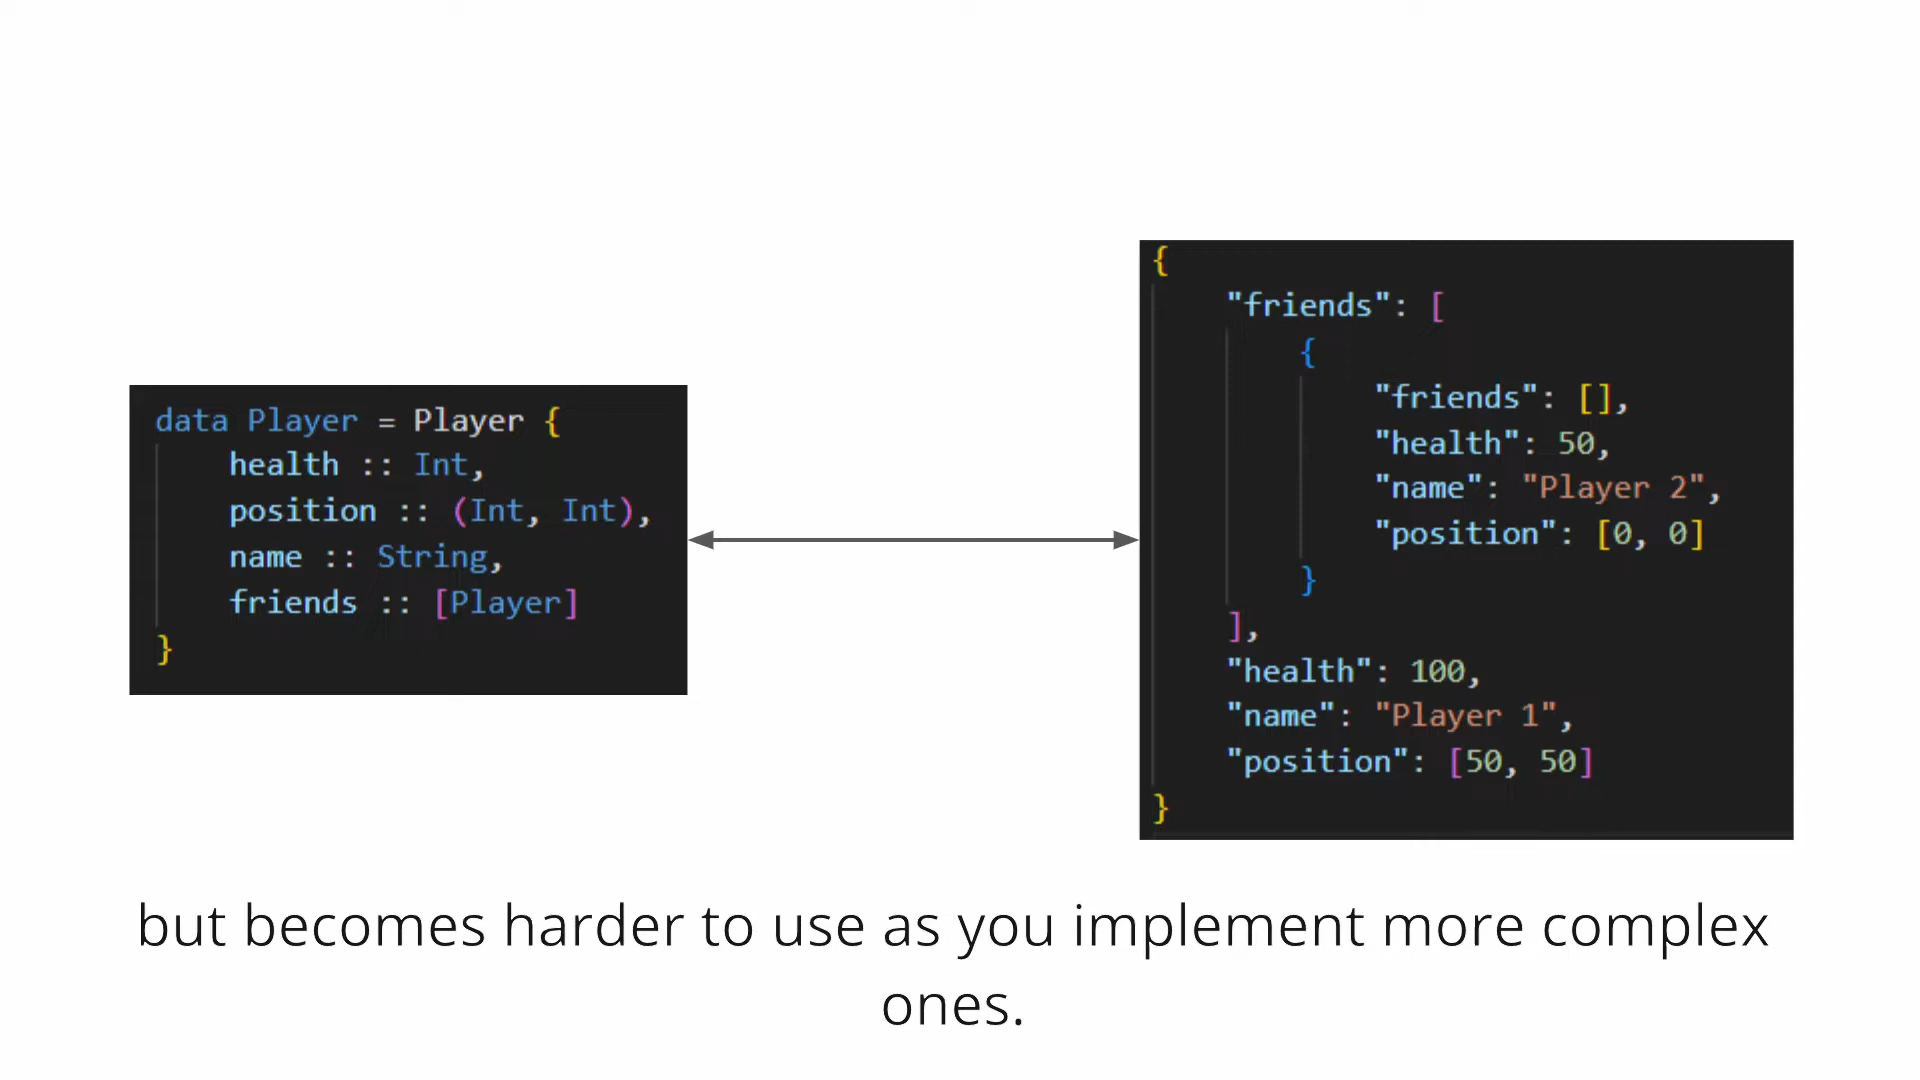 data Player = Player {
    health :: Int,
    position :: (Int, Int),
    name :: String,
    friends :: [Player]
}
{
    "friends": [
        {
            "friends": [],
            "health": 50,
            "name": "Player 2",
            "position": [0, 0]
        }
    ],
    "health": 100,
    "name": "Player 1",
    "position": [50, 50]
}
but becomes harder to use as you implement more complex
ones.